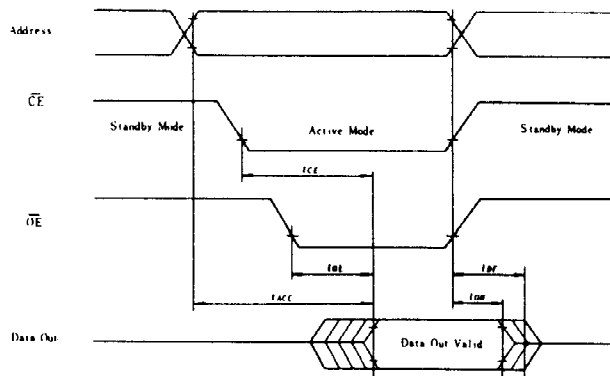 Address
CE
Standby Mode
Active Mode
Standby Mode
tCE
OE
tOE
tDF
tACC
tOH
Data Out
Data Out Valid